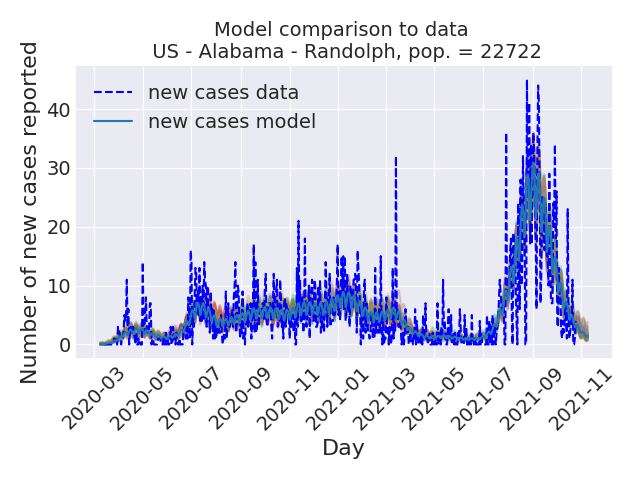 Model comparison to data
US - Alabama - Randolph, pop. = 22722
Number of new cases reported
new cases data
new cases model
40
30
20
10
0
2020-03
2020-05
2020-07
2020-09
2020-11
2021-01
2021-03
2021-05
2021-07
2021-09
2021-11
Day